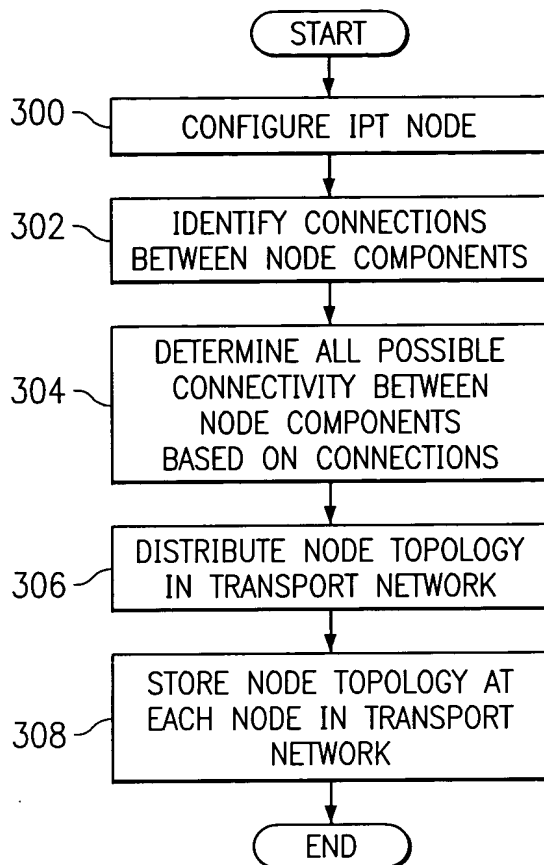 START
300
CONFIGURE IPT NODE
302
IDENTIFY CONNECTIONS
BETWEEN NODE COMPONENTS
304
DETERMINE ALL POSSIBLE
CONNECTIVITY BETWEEN
NODE COMPONENTS
BASED ON CONNECTIONS
306
DISTRIBUTE NODE TOPOLOGY
IN TRANSPORT NETWORK
308
STORE NODE TOPOLOGY AT
EACH NODE IN TRANSPORT
NETWORK
END